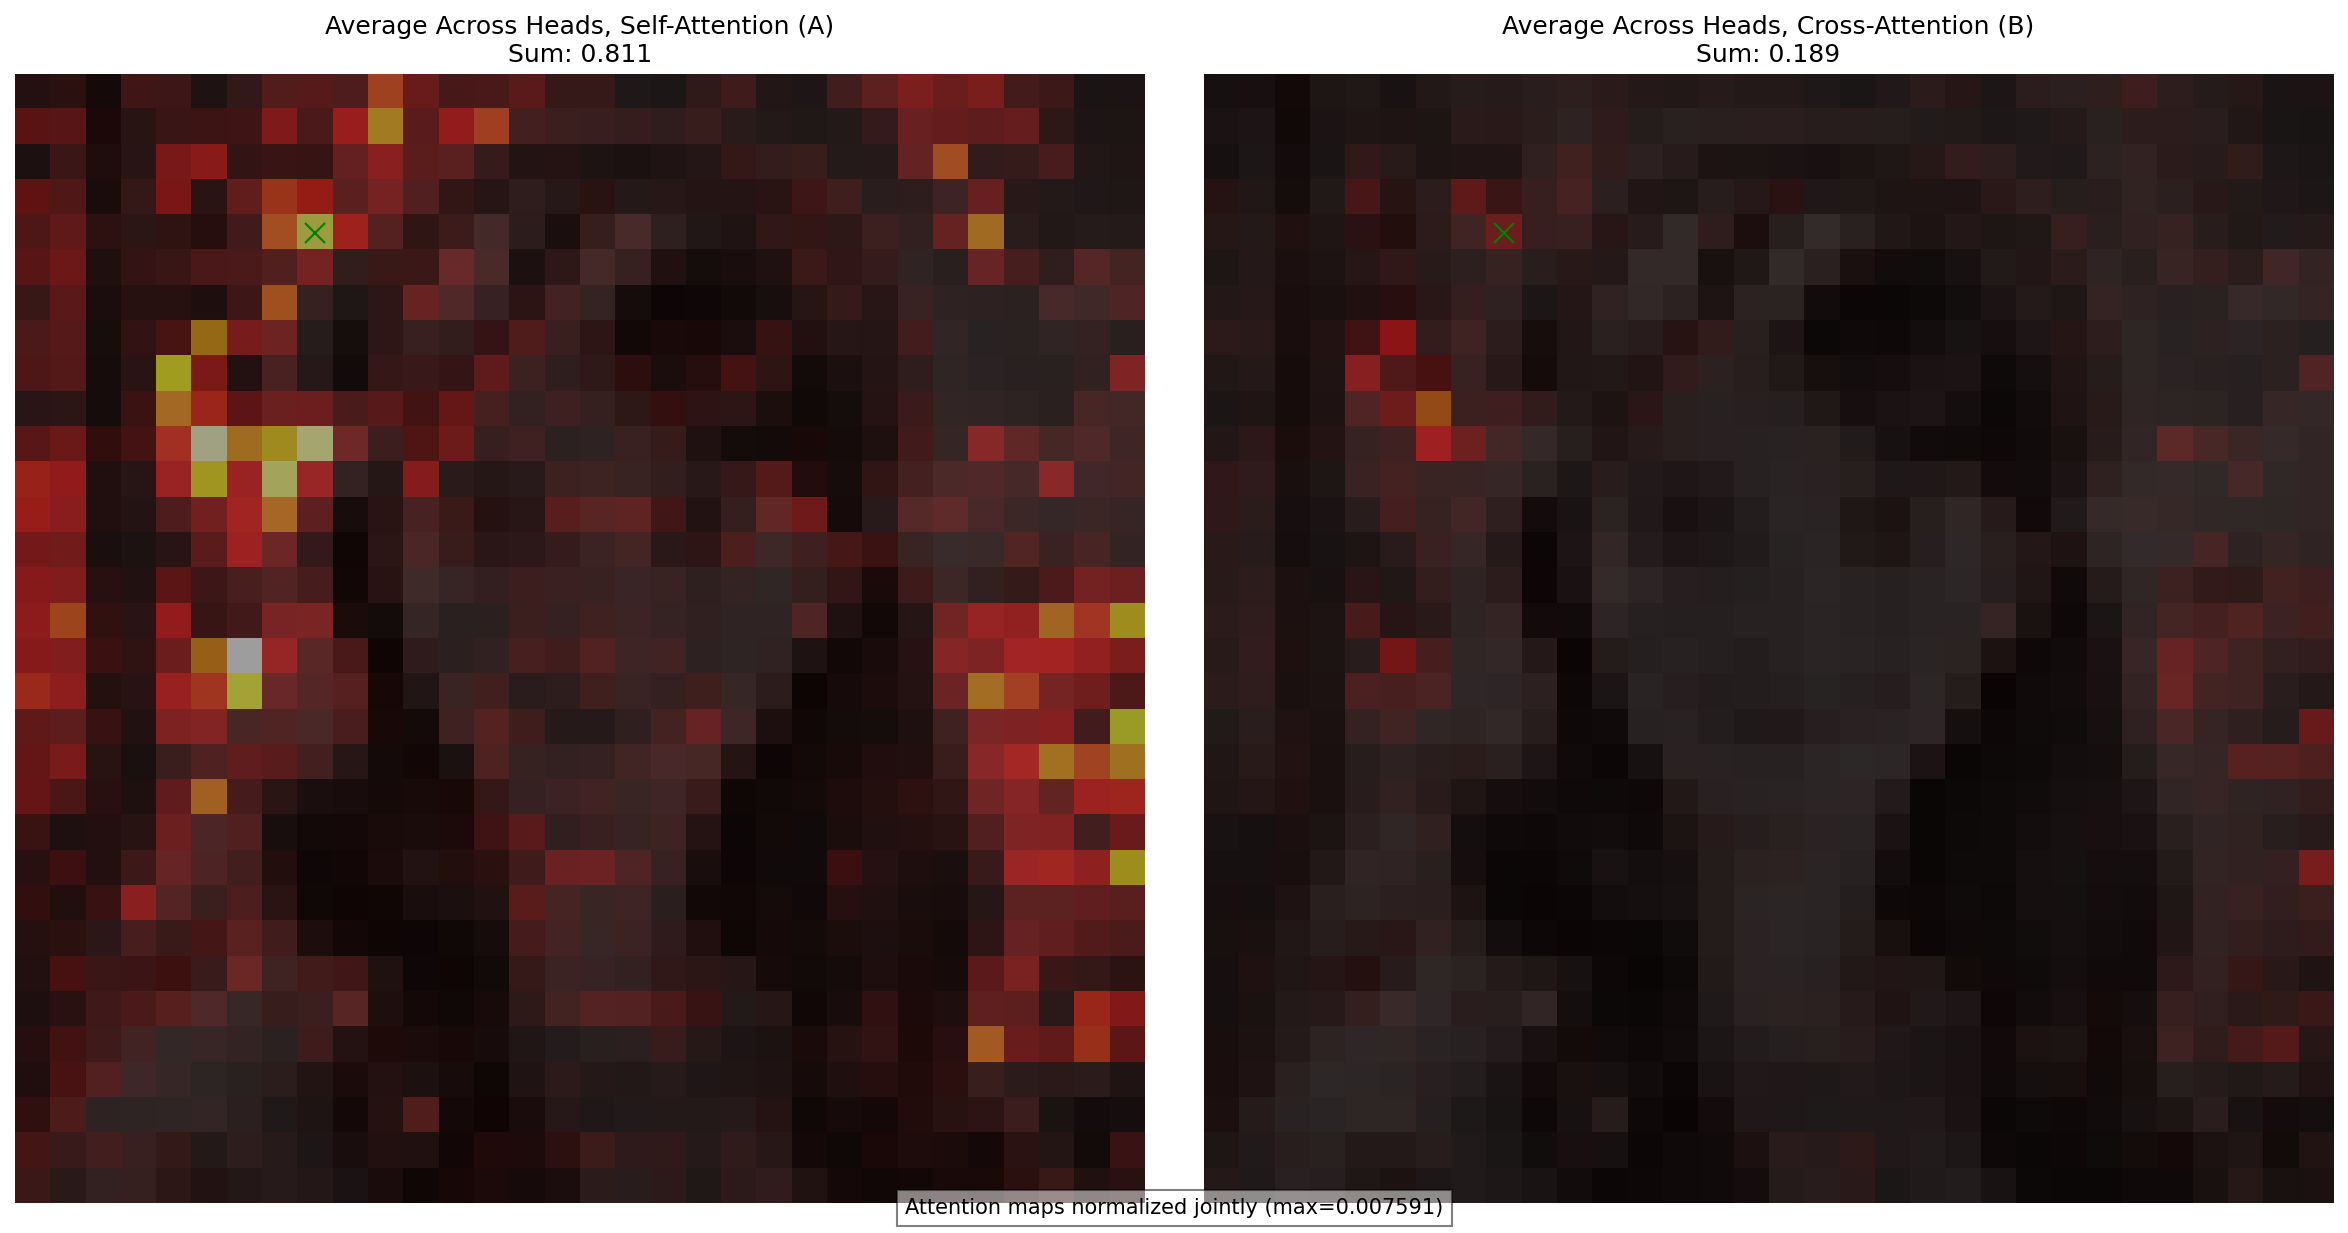 Average Across Heads, Self-Attention (A)
Sum: 0.811
Average Across Heads, Cross-Attention (B)
Sum: 0.189
Attention maps normalized jointly (max=0.007591)